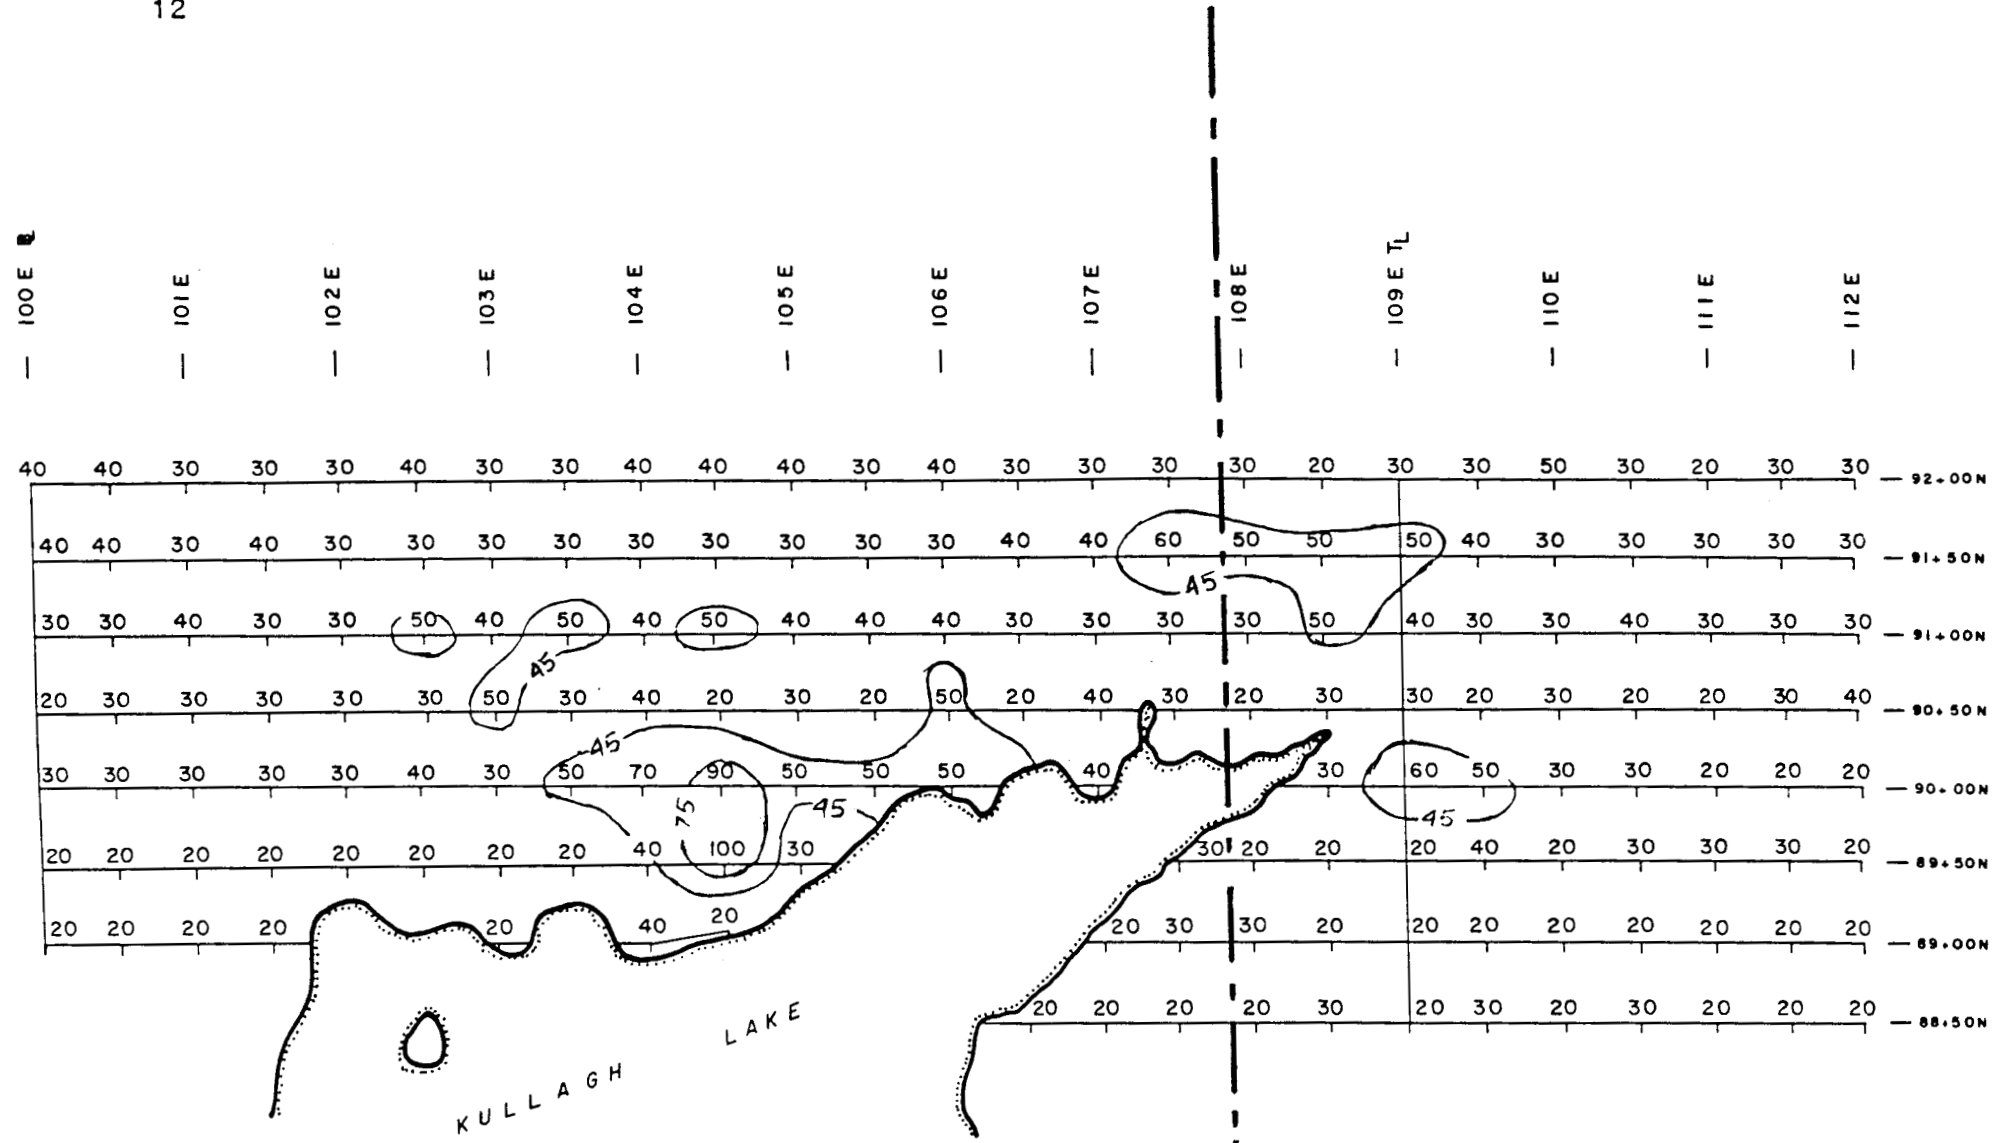 12
100 E BL
101 E
102 E
103 E
104 E
105 E
106 E
107 E
108 E
109 E TL
110 E
111 E
112 E
40 40 30 30 30 40 30 30 40 40 40 30 40 30 30 30 30 20 30 30 50 30 20 30 30 92+00N
40 40 30 40 30 30 30 30 30 30 30 30 30 40 40 60 50 50 50 40 30 30 30 30 30 91+50N
45
30 30 40 30 30 50 40 50 40 50 40 40 40 30 30 30 30 50 40 30 30 40 30 30 30 91+00N
45
20 30 30 30 30 30 50 30 40 20 30 20 50 20 40 30 20 30 30 20 30 20 20 30 40 90+50N
45
30 30 30 30 30 40 30 50 70 90 50 50 50 40 30 60 50 30 30 20 20 20 90+00N
75
45
45
20 20 20 20 20 20 20 20 40 100 30 30 20 20 20 40 20 30 30 30 20 89+50N
20 20 20 20 20 40 20 20 30 30 20 20 20 20 20 20 20 20 89+00N
20 20 20 20 30 20 30 20 30 20 20 20 88+50N
KULLAGH LAKE